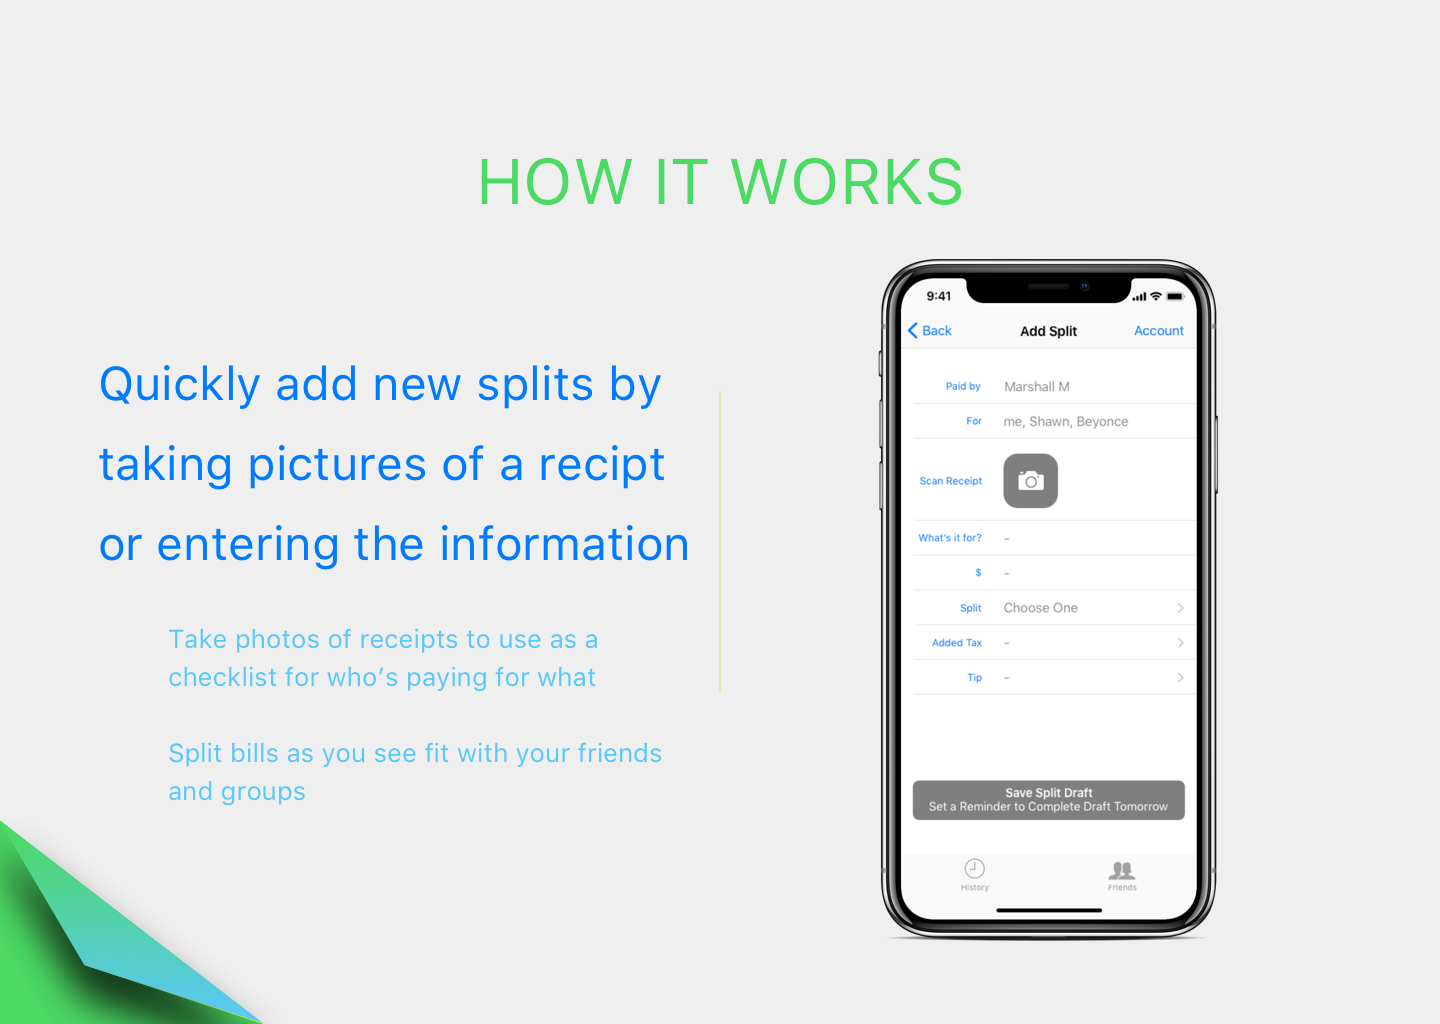 HOW IT WORKS
Quickly add new splits by
taking pictures of a recipt
or entering the information
Take photos of receipts to use as a
checklist for who’s paying for what
Split bills as you see fit with your friends
and groups
9:41
Back Add Split Account
Paid by Marshall M
For me, Shawn, Beyonce
Scan Receipt
What's it for? -
$ -
Split Choose One
Added Tax -
Tip -
Save Split Draft
Set a Reminder to Complete Draft Tomorrow
History Friends